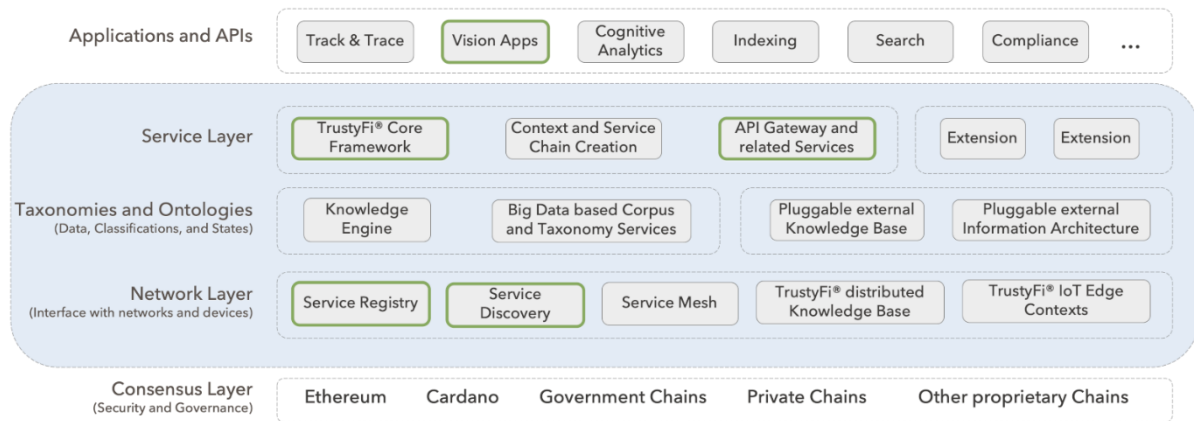 Applications and APIs
Track & Trace
Vision Apps
Cognitive
Analytics
Indexing
Search
Compliance
...
Service Layer
TrustyFi® Core
Framework
Context and Service
Chain Creation
API Gateway and
related Services
Extension
Extension
Taxonomies and Ontologies
(Data, Classifications, and States)
Knowledge
Engine
Big Data based Corpus
and Taxonomy Services
Pluggable external
Knowledge Base
Pluggable external
Information Architecture
Network Layer
(Interface with networks and devices)
Service Registry
Service
Discovery
Service Mesh
TrustyFi® distributed
Knowledge Base
TrustyFi® IoT Edge
Contexts
Consensus Layer
(Security and Governance)
Ethereum
Cardano
Government Chains
Private Chains
Other proprietary Chains